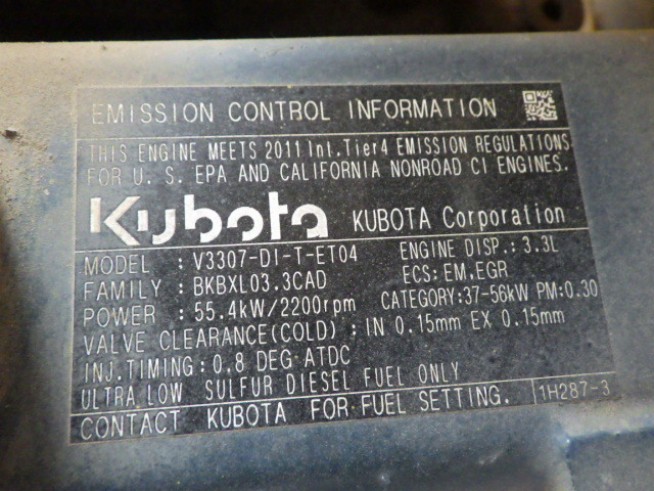 EMISSION CONTROL INFORMATION
THIS ENGINE MEETS 2011 Int. Tier4 EMISSION REGULATIONS
FOR U. S. EPA AND CALIFORNIA NONROAD CI ENGINES.
Kubota KUBOTA Corporation
MODEL : V3307-DI-T-ET04 ENGINE DISP.: 3.3L
FAMILY : BKBXL03.3CAD ECS: EM.EGR
POWER : 55.4kW/2200rpm CATEGORY:37-56kW PM:0.30
VALVE CLEARANCE(COLD) : IN 0.15mm EX 0.15mm
INJ.TIMING: 0.8 DEG-ATDC
ULTRA LOW SULFUR DIESEL FUEL ONLY
CONTACT KUBOTA FOR FUEL SETTING. 1H287-3